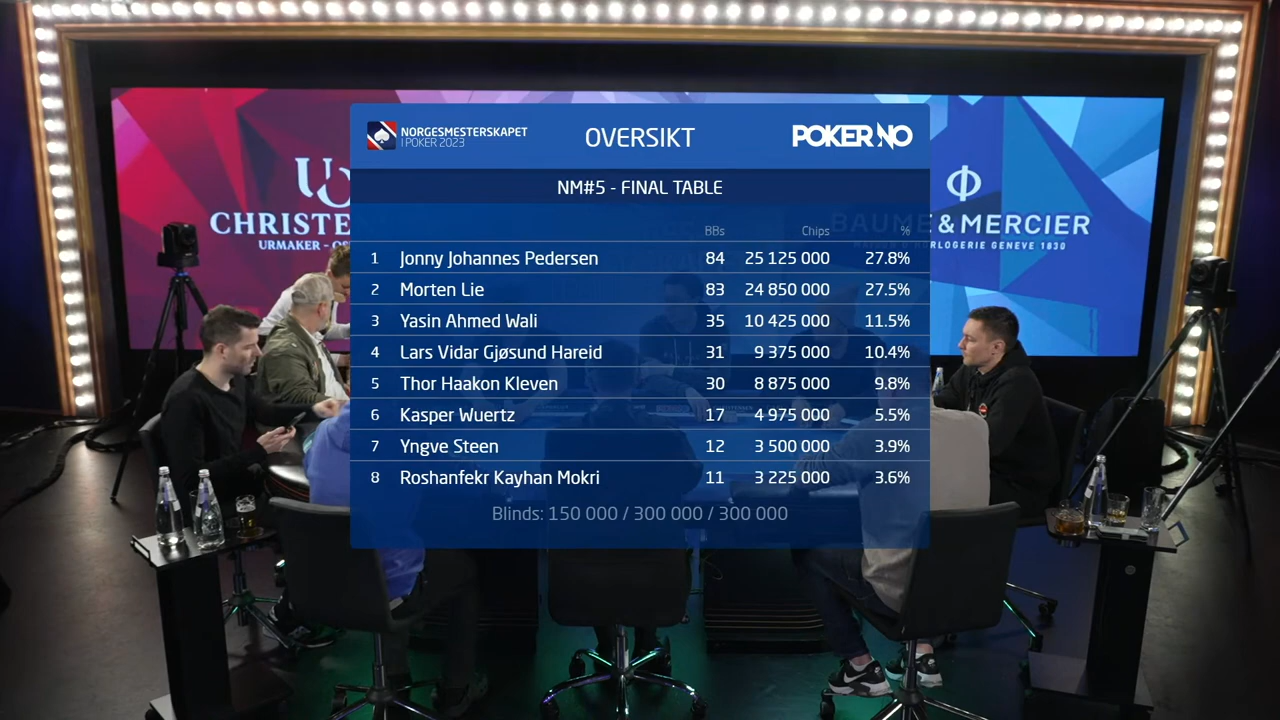 NORGESMESTERSKAPET
I POKER 2023
OVERSIKT
POKER.NO
NM#5 - FINAL TABLE
BBs Chips %
1 Jonny Johannes Pedersen 84 25 125 000 27.8%
2 Morten Lie 83 24 850 000 27.5%
3 Yasin Ahmed Wali 35 10 425 000 11.5%
4 Lars Vidar Gjøsund Hareid 31 9 375 000 10.4%
5 Thor Haakon Kleven 30 8 875 000 9.8%
6 Kasper Wuertz 17 4 975 000 5.5%
7 Yngve Steen 12 3 500 000 3.9%
8 Roshanfekr Kayhan Mokri 11 3 225 000 3.6%
Blinds: 150 000 / 300 000 / 300 000
CHRISTE
URMAKER - OS
BAUME & MERCIER
GENEVE 1830